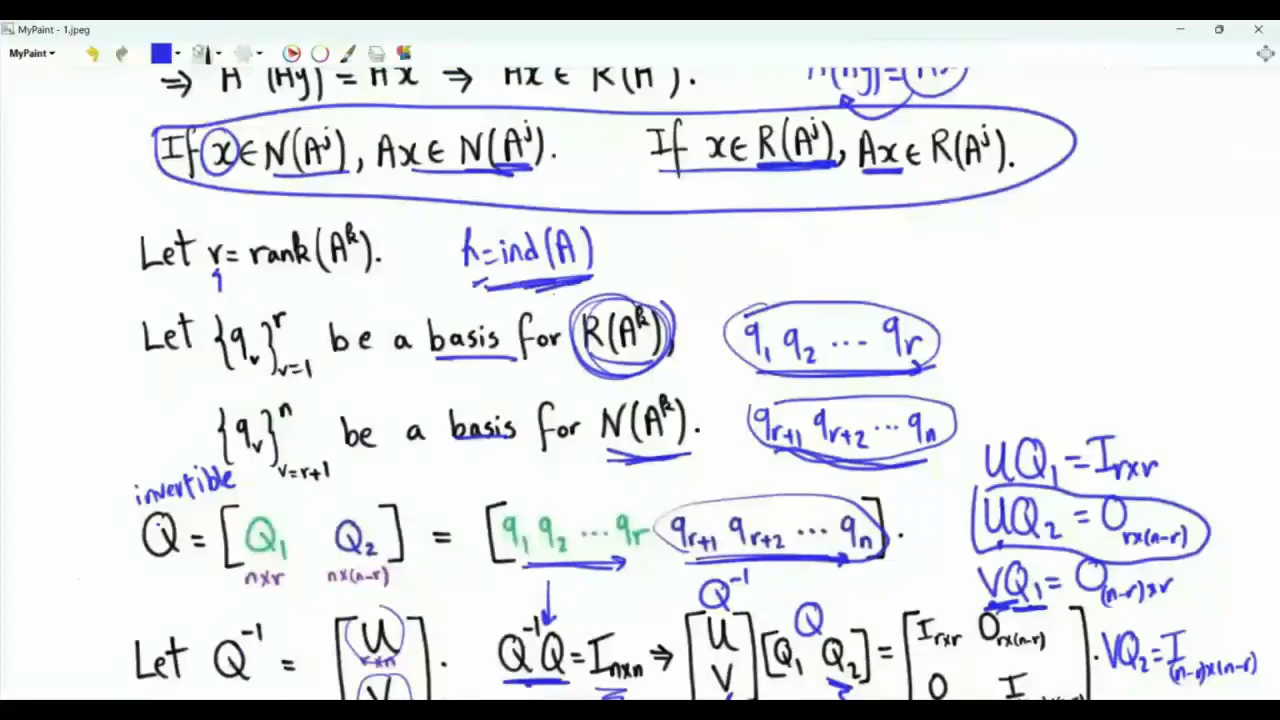 MyPaint - 1.jpeg
MyPaint
⇒ A (Ay) = Ax ⇒ Ax ∈ R(A ).
If x ∈ N(A^j), Ax ∈ N(A^j). If x ∈ R(A^j), Ax ∈ R(A^j).
Let r = rank(A^k). k=ind(A)
Let {q_v}_{v=1}^r be a basis for R(A^k), q_1 q_2 ... q_r
{q_v}_{v=r+1}^n be a basis for N(A^k). q_{r+1} q_{r+2} ... q_n
UQ_1 = I_{r×r}
invertible
UQ_2 = O_{r×(n-r)}
Q = [Q_1 Q_2] = [q_1 q_2 ... q_r q_{r+1} q_{r+2} ... q_n].
n×r n×(n-r)
VQ_1 = O_{(n-r)×r}
Q^{-1} Q
Let Q^{-1} = [U_{r×n} V]. Q^{-1}Q = I_{n×n} ⇒ [U V] [Q_1 Q_2] = [I_{r×r} O_{r×(n-r)} O I]. VQ_2 = I_{(n-r)×(n-r)}